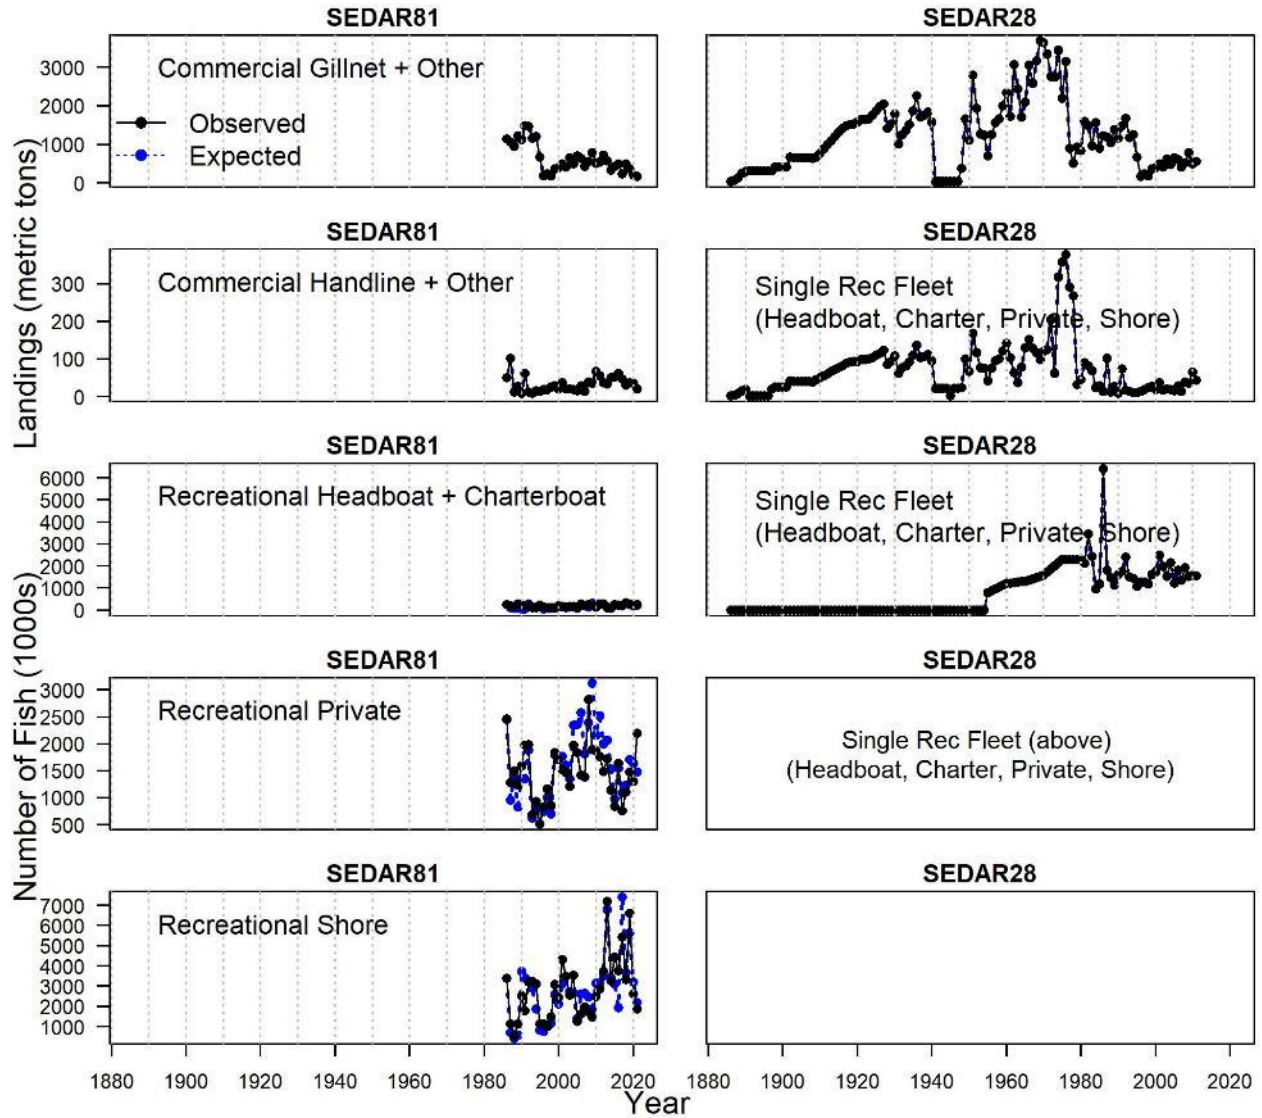 SEDAR81
SEDAR28
Commercial Gillnet + Other
Observed
Expected
3000
2000
1000
0
SEDAR81
SEDAR28
Commercial Handline + Other
Single Rec Fleet
(Headboat, Charter, Private, Shore)
300
200
100
0
Landings (metric tons)
SEDAR81
SEDAR28
Recreational Headboat + Charterboat
Single Rec Fleet
(Headboat, Charter, Private, Shore)
6000
5000
4000
3000
2000
1000
0
SEDAR81
SEDAR28
Recreational Private
Single Rec Fleet (above)
(Headboat, Charter, Private, Shore)
3000
2500
2000
1500
1000
500
Number of Fish (1000s)
SEDAR81
SEDAR28
Recreational Shore
7000
6000
5000
4000
3000
2000
1000
1880 1900 1920 1940 1960 1980 2000 2020
1880 1900 1920 1940 1960 1980 2000 2020
Year